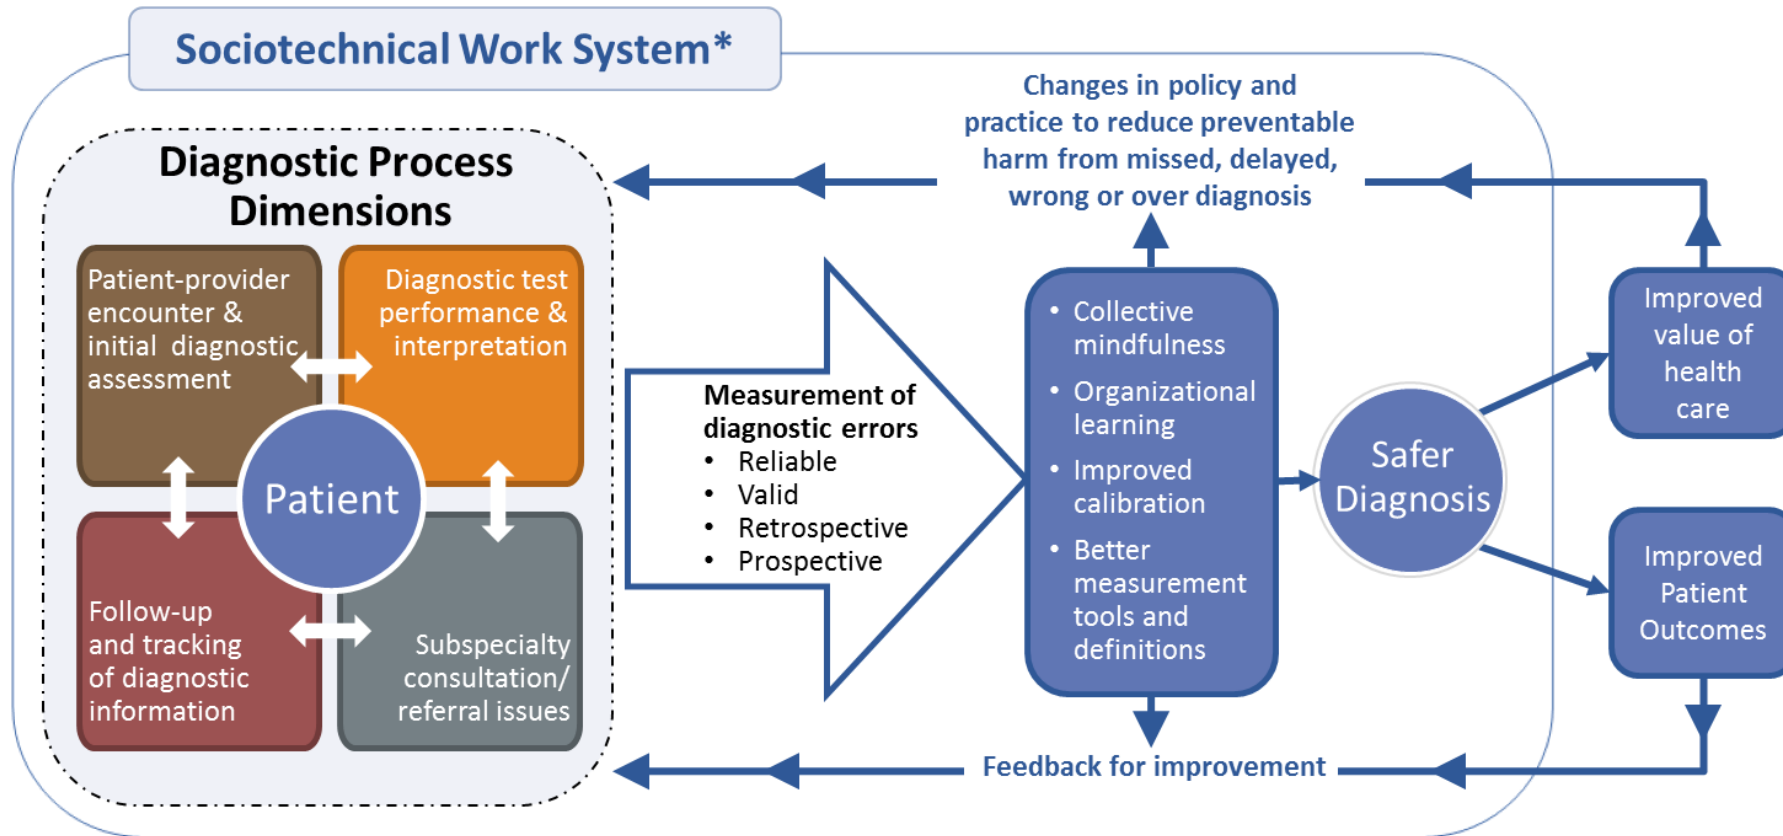 Sociotechnical Work System*
Diagnostic Process
Dimensions
Patient-provider
encounter &
initial diagnostic
assessment
Diagnostic test
performance &
interpretation
Patient
Follow-up
and tracking
of diagnostic
information
Subspecialty
consultation/
referral issues
Measurement of
diagnostic errors
• Reliable
• Valid
• Retrospective
• Prospective
Changes in policy and
practice to reduce preventable
harm from missed, delayed,
wrong or over diagnosis
• Collective
mindfulness
• Organizational
learning
• Improved
calibration
• Better
measurement
tools and
definitions
Feedback for improvement
Safer
Diagnosis
Improved
value of
health
care
Improved
Patient
Outcomes